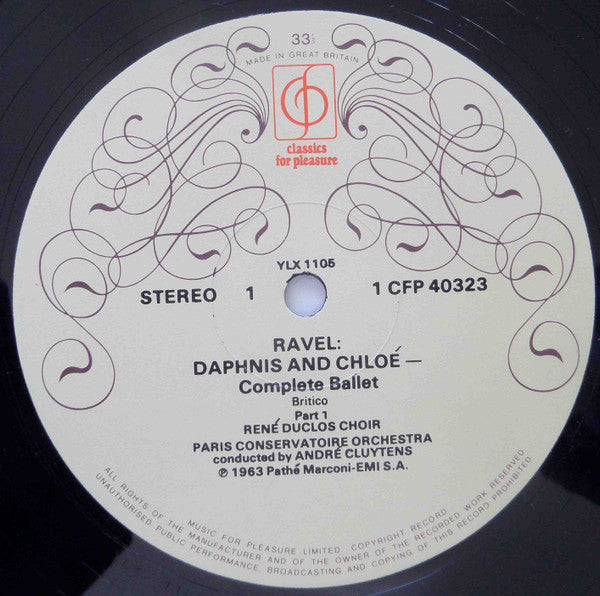 33⅓
MADE IN GREAT BRITAIN
classics
for pleasure
YLX 1105
STEREO 1 1 CFP 40323
RAVEL:
DAPHNIS AND CHLOÉ —
Complete Ballet
Britico
Part 1
RENÉ DUCLOS CHOIR
PARIS CONSERVATOIRE ORCHESTRA
conducted by ANDRÉ CLUYTENS
℗ 1963 Pathé Marconi-EMI S.A.
MUSIC FOR PLEASURE LIMITED. COPYRIGHT RECORD
ALL RIGHTS OF THE MANUFACTURER AND OF THE OWNER OF THE RECORDED WORK RESERVED
UNAUTHORISED PUBLIC PERFORMANCE, BROADCASTING AND COPYING OF THIS RECORD PROHIBITED